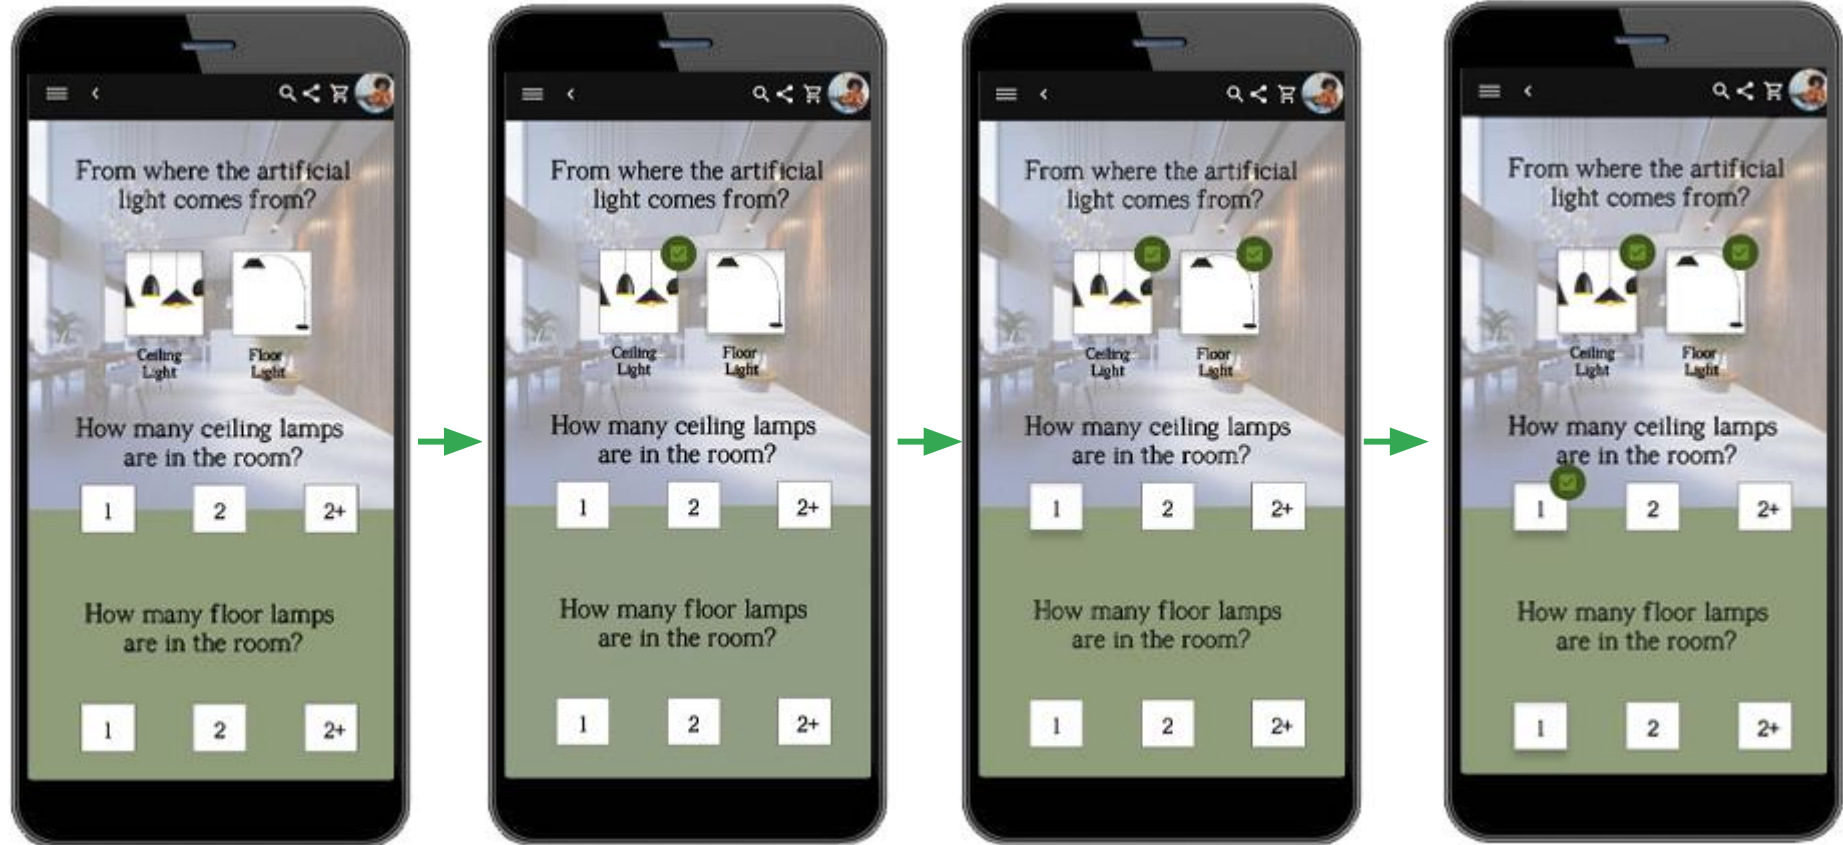 From where the artificial
light comes from?
Ceiling Floor
Light Light
How many ceiling lamps
are in the room?
1 2 2+
How many floor lamps
are in the room?
1 2 2+
From where the artificial
light comes from?
Ceiling Floor
Light Light
How many ceiling lamps
are in the room?
1 2 2+
How many floor lamps
are in the room?
1 2 2+
From where the artificial
light comes from?
Ceiling Floor
Light Light
How many ceiling lamps
are in the room?
1 2 2+
How many floor lamps
are in the room?
1 2 2+
From where the artificial
light comes from?
Ceiling Floor
Light Light
How many ceiling lamps
are in the room?
1 2 2+
How many floor lamps
are in the room?
1 2 2+